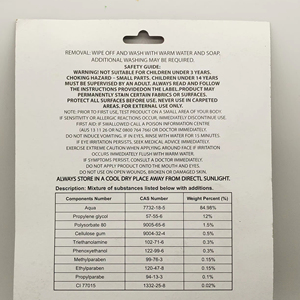 REMOVAL: WIPE OFF AND WASH WITH WARM WATER AND SOAP.
ADDITIONAL WASHING MAY BE REQUIRED.
SAFETY GUIDE:
WARNING! NOT SUITABLE FOR CHILDREN UNDER 3 YEARS.
CHOKING HAZARD - SMALL PARTS. CHILDREN UNDER 14 YEARS
MUST BE SUPERVISED BY AN ADULT. ALWAYS READ AND FOLLOW
THE INSTRUCTIONS PROVIDEDON THE LABEL. PRODUCT MAY
PERMANENTLY STAIN CERTAIN FABRICS OR SURFACES.
PROTECT ALL SURFACES BEFORE USE. NEVER USE IN CARPETED
AREAS. FOR EXTERNAL USE ONLY.
NOTE: PRIOR TO FIRST USE, TEST PRODUCT ON A SMALL AREA OF YOUR BODY.
IF SENSITIVITY OR ALLERGIC REACTIONS OCCUR, IMMEDIATELY DISCONTINUE USE
FIRST AID: IF SWALLOWED CALL A POISON INFORMATION CENTRE
(AUS 13 11 26 OR NZ 0800 764 766) OR DOCTOR IMMEDIATELY.
DO NOT INDUCE VOMITING. IF IN EYES, RINSE WITH WATER FOR 15 MINUTES.
IF EYE IRRITATION PERSISTS, SEEK MEDICAL ADVICE IMMEDIATELY.
EXERCISE EXTREME CAUTION WHEN APPLYING AROUND FACE IF IRRITATION
OCCURS IMMEDIATELY FLUSH WITH WARM WATER.
IF SYMPTOMS PERSIST, CONSULT A DOCTOR IMMEDIATELY.
DO NOT APPLY PRODUCT ONTO THE MOUTH AND EYES.
DO NOT USE ON OPEN WOUNDS, BROKEN OR DAMAGED SKIN.
ALWAYS STORE IN A COOL DRY PLACE AWAY FROM DIRECT, SUNLIGHT.
Description: Mixture of substances listed below with additions.
Components Number CAS Number Weight Percent (%)
Aqua 7732-18-5 84.98%
Propylene glycol 57-55-6 12%
Polysorbate 80 9005-65-6 1.5%
Cellulose gum 9004-32-4 0.5%
Triethanolamine 102-71-6 0.3%
Phenoxyethanol 122-99-6 0.3%
Methylparaben 99-76-3 0.15%
Ethylparaben 120-47-8 0.15%
Propylparabe 94-13-3 0.1%
CI 77015 1332-25-8 0.02%